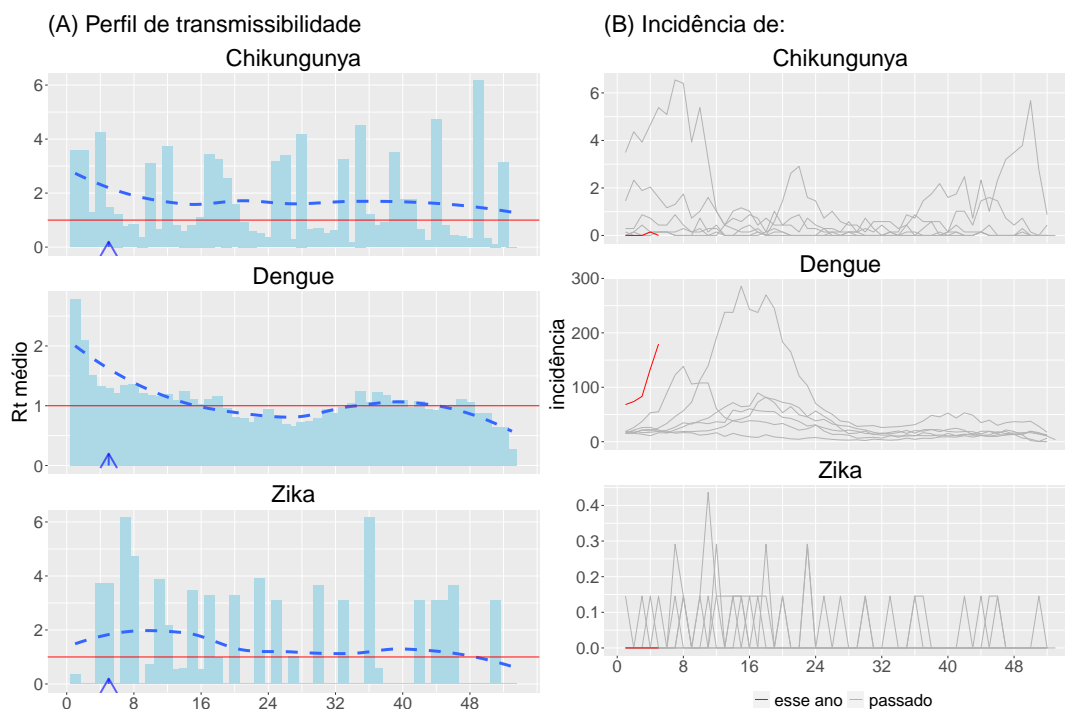 (A) Perfil de transmissibilidade
Chikungunya
6
4
2
0
Dengue
2
1
0
Zika
6
4
2
0
0 8 16 24 32 40 48
Rt médio
(B) Incidência de:
Chikungunya
6
4
2
0
Dengue
300
200
100
0
Zika
0.4
0.3
0.2
0.1
0.0
0 8 16 24 32 40 48
incidência
esse ano passado